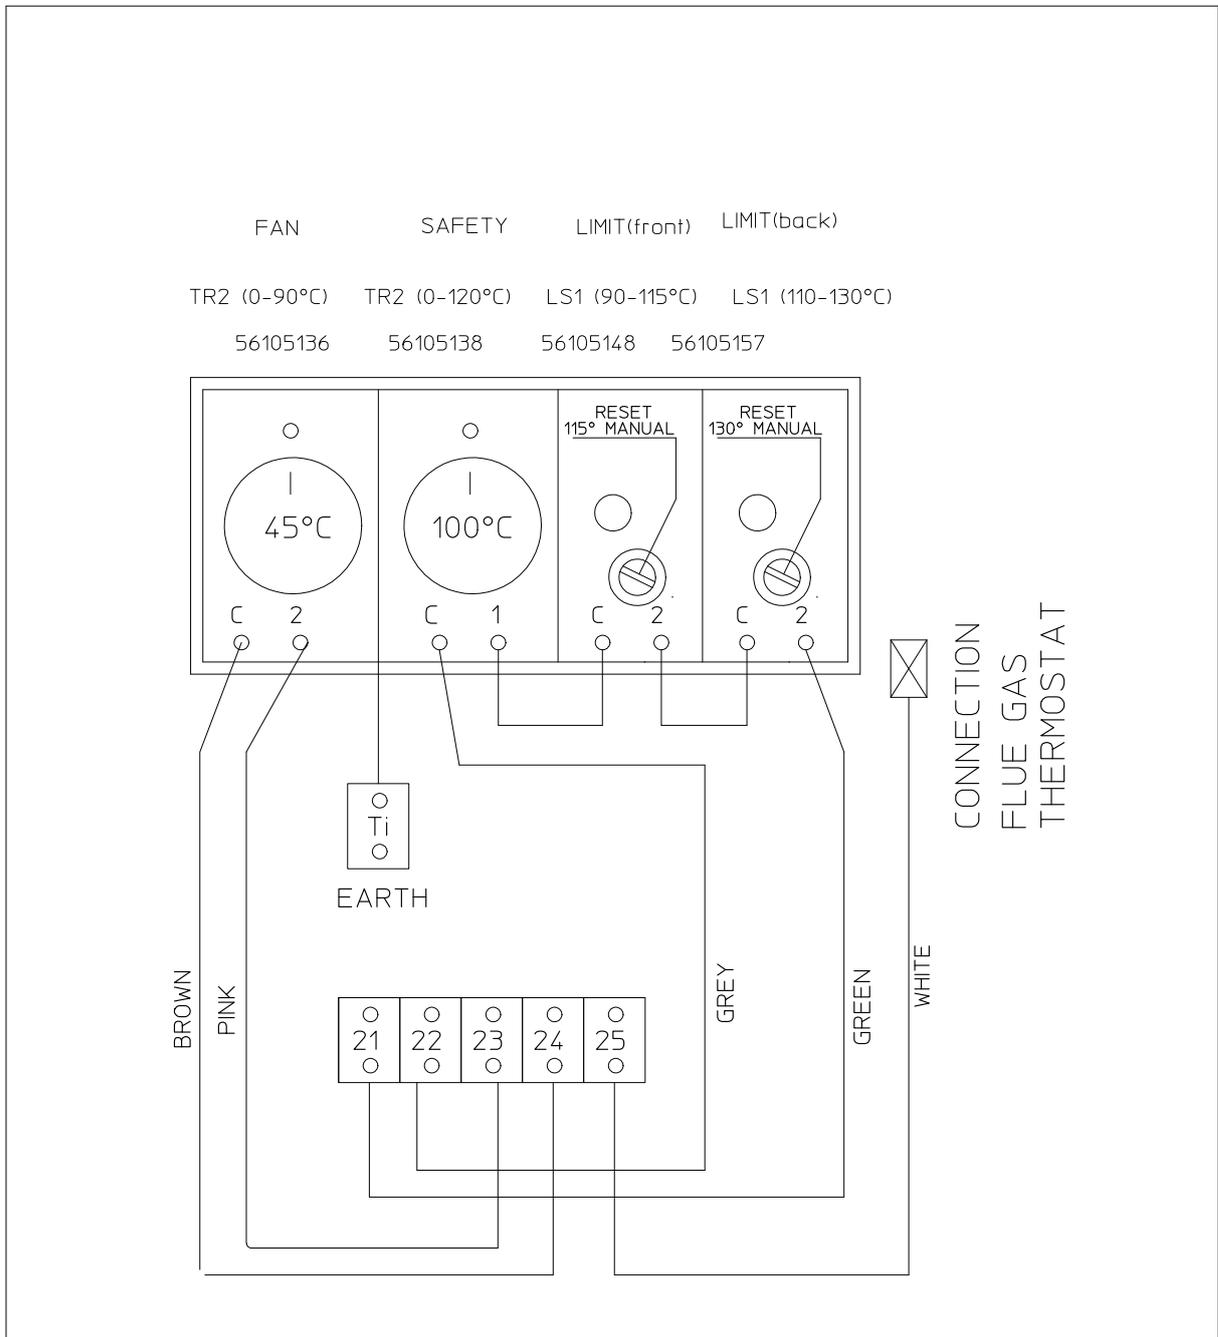 FAN
SAFETY
LIMIT(front)
LIMIT(back)
TR2 (0-90°C)
TR2 (0-120°C)
LS1 (90-115°C)
LS1 (110-130°C)
56105136
56105138
56105148
56105157
RESET
115° MANUAL
RESET
130° MANUAL
45°C
100°C
C
2
C
1
C
2
C
2
CONNECTION
FLUE GAS
THERMOSTAT
Ti
EARTH
BROWN
PINK
GREY
GREEN
WHITE
21
22
23
24
25